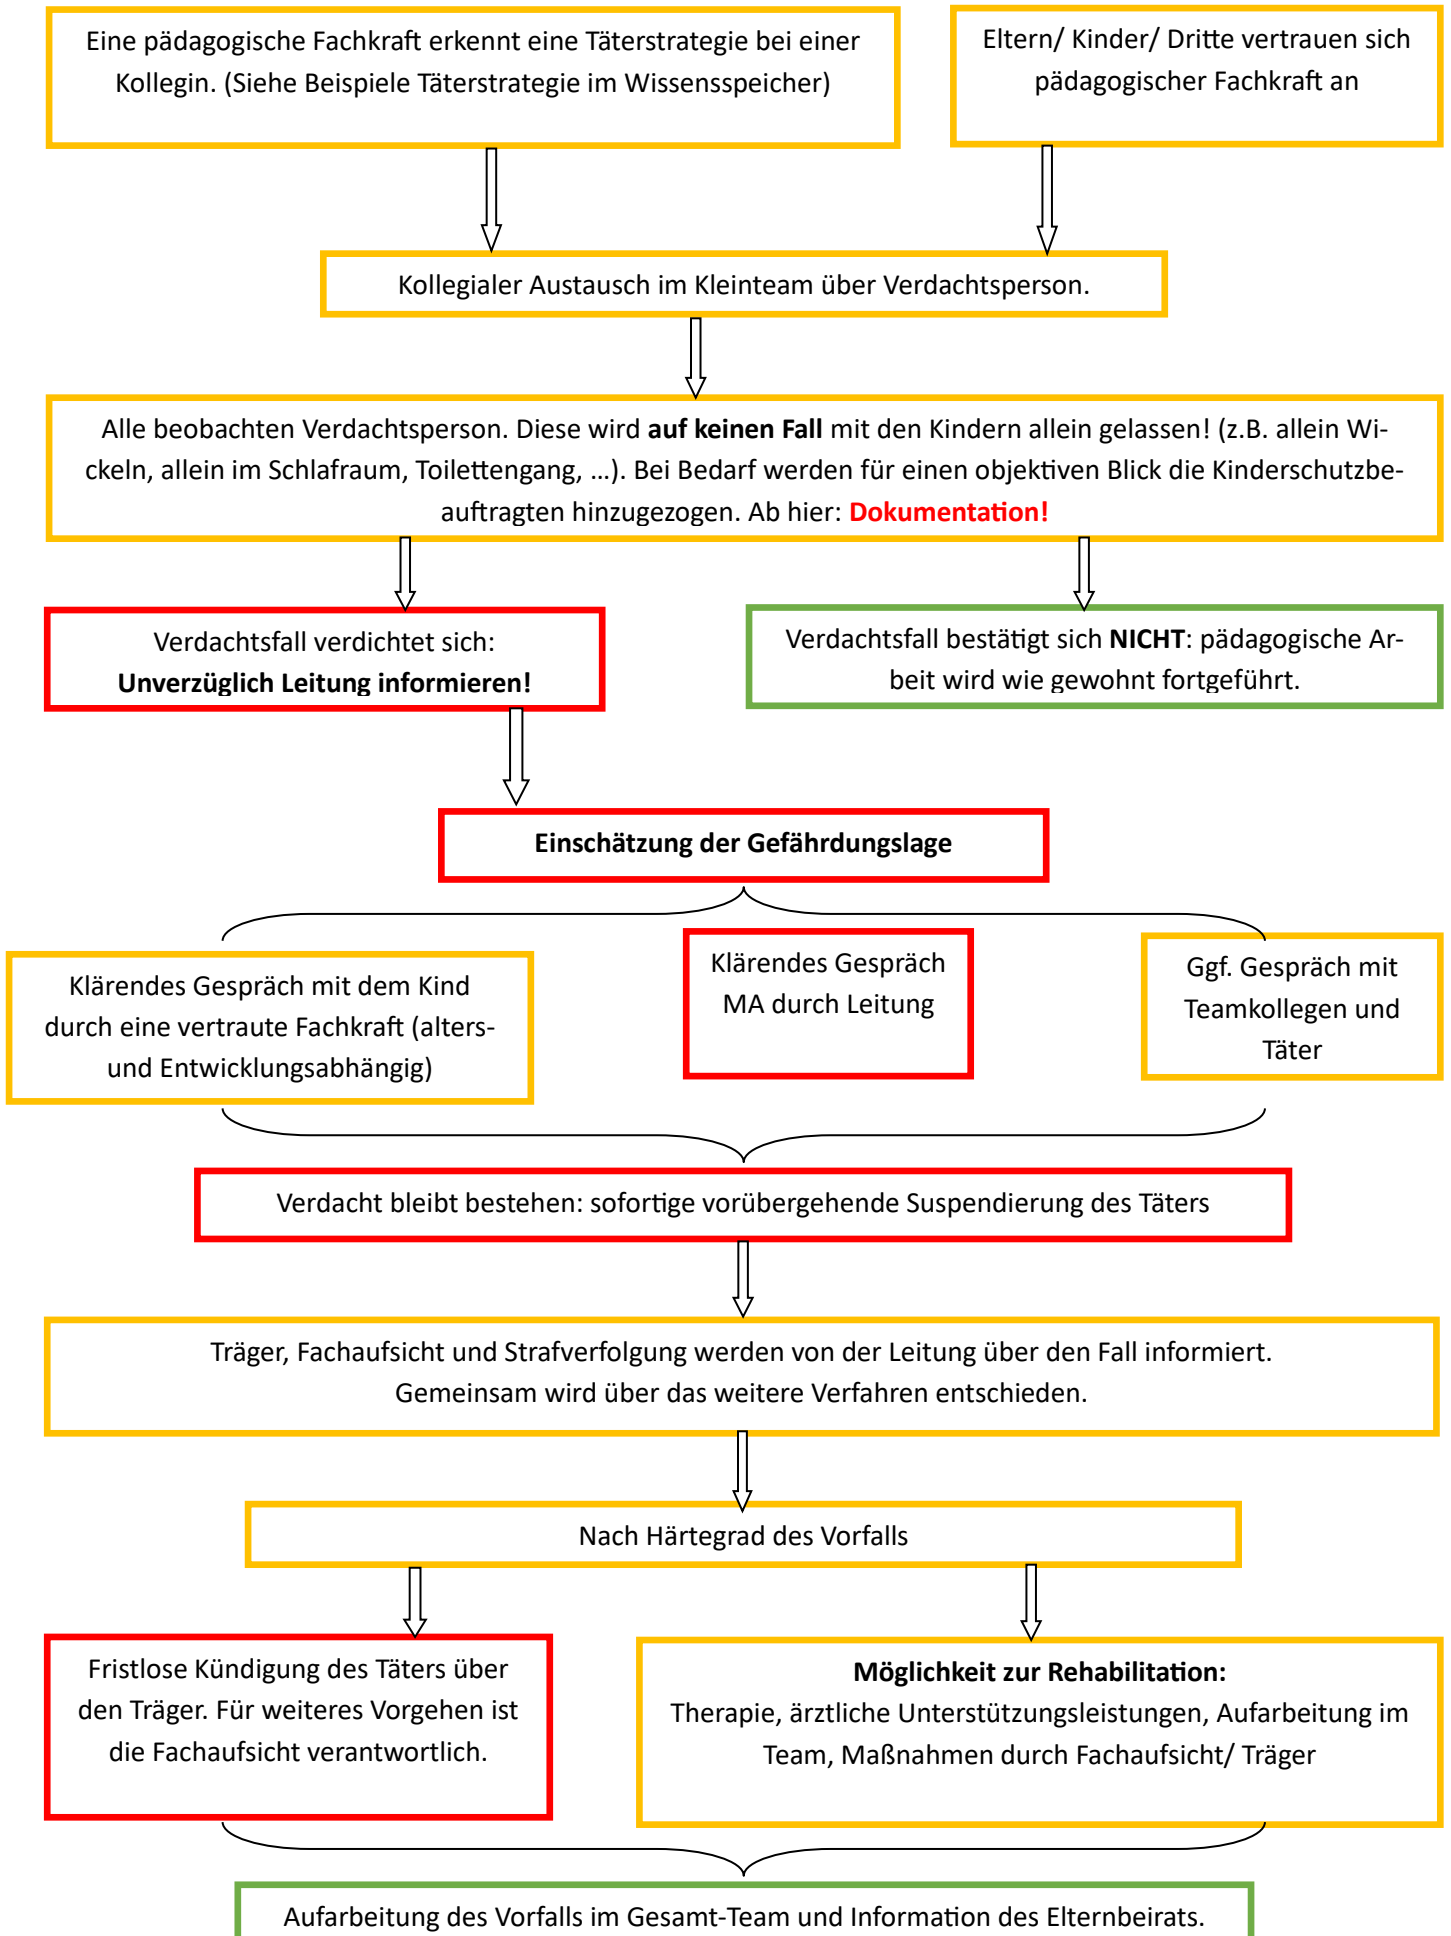 Eine pädagogische Fachkraft erkennt eine Täterstrategie bei einer
Kollegin. (Siehe Beispiele Täterstrategie im Wissensspeicher)
Eltern/ Kinder/ Dritte vertrauen sich
pädagogischer Fachkraft an
Kollegialer Austausch im Kleinteam über Verdachtsperson.
Alle beobachten Verdachtsperson. Diese wird auf keinen Fall mit den Kindern allein gelassen! (z.B. allein Wi-
ckeln, allein im Schlafraum, Toilettengang, ...). Bei Bedarf werden für einen objektiven Blick die Kinderschutzbe-
auftragten hinzugezogen. Ab hier: Dokumentation!
Verdachtsfall verdichtet sich:
Unverzüglich Leitung informieren!
Verdachtsfall bestätigt sich NICHT: pädagogische Ar-
beit wird wie gewohnt fortgeführt.
Einschätzung der Gefährdungslage
Klärendes Gespräch mit dem Kind
durch eine vertraute Fachkraft (alters-
und Entwicklungsabhängig)
Klärendes Gespräch
MA durch Leitung
Ggf. Gespräch mit
Teamkollegen und
Täter
Verdacht bleibt bestehen: sofortige vorübergehende Suspendierung des Täters
Träger, Fachaufsicht und Strafverfolgung werden von der Leitung über den Fall informiert.
Gemeinsam wird über das weitere Verfahren entschieden.
Nach Härtegrad des Vorfalls
Fristlose Kündigung des Täters über
den Träger. Für weiteres Vorgehen ist
die Fachaufsicht verantwortlich.
Möglichkeit zur Rehabilitation:
Therapie, ärztliche Unterstützungsleistungen, Aufarbeitung im
Team, Maßnahmen durch Fachaufsicht/ Träger
Aufarbeitung des Vorfalls im Gesamt-Team und Information des Elternbeirats.